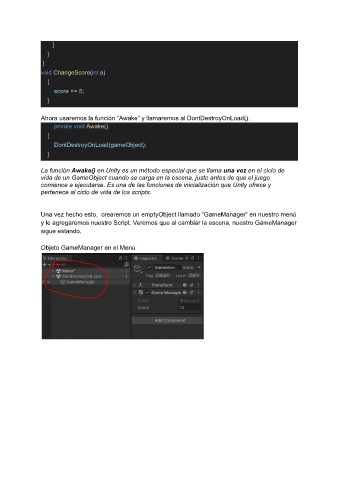 }
}
}
void ChangoScore(int a)
{
score += 5;
}
Ahora usaremos la función "Awake" y llamaremos al DontDestroyOnLoad().
private void Awake()
{
DontDestroyOnLoad(gameObject);
}
La función Awake() en Unity es un método especial que se llama una vez en el ciclo de
vida de un GameObject cuando se carga en la escena, justo antes de que el juego
comience a ejecutarse. Es una de las funciones de inicialización que Unity ofrece y
pertenece al ciclo de vida de los scripts.
Una vez hecho esto, crearemos un emptyObject llamado "GameManager" en nuestro menú
y le agregaremos nuestro Script. Veremos que al cambiar la escena, nuestro GameManager
sigue estando.
Objeto GameManager en el Menú
Hierarchy
Inspector
Scene
Menu*
DontDestroyOnLoad
GameManager
GameMan
Static
Tag
Layer
Transform
Game Manager
Script
Score
12
Add Component